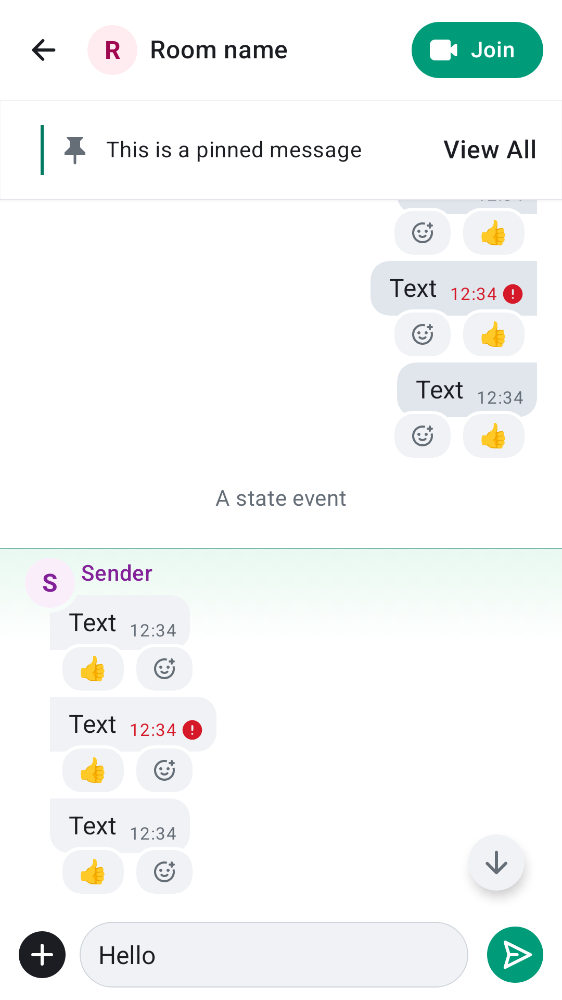 R Room name Join
This is a pinned message View All
Text 12:34
Text 12:34
A state event
S Sender
Text 12:34
Text 12:34
Text 12:34
Hello